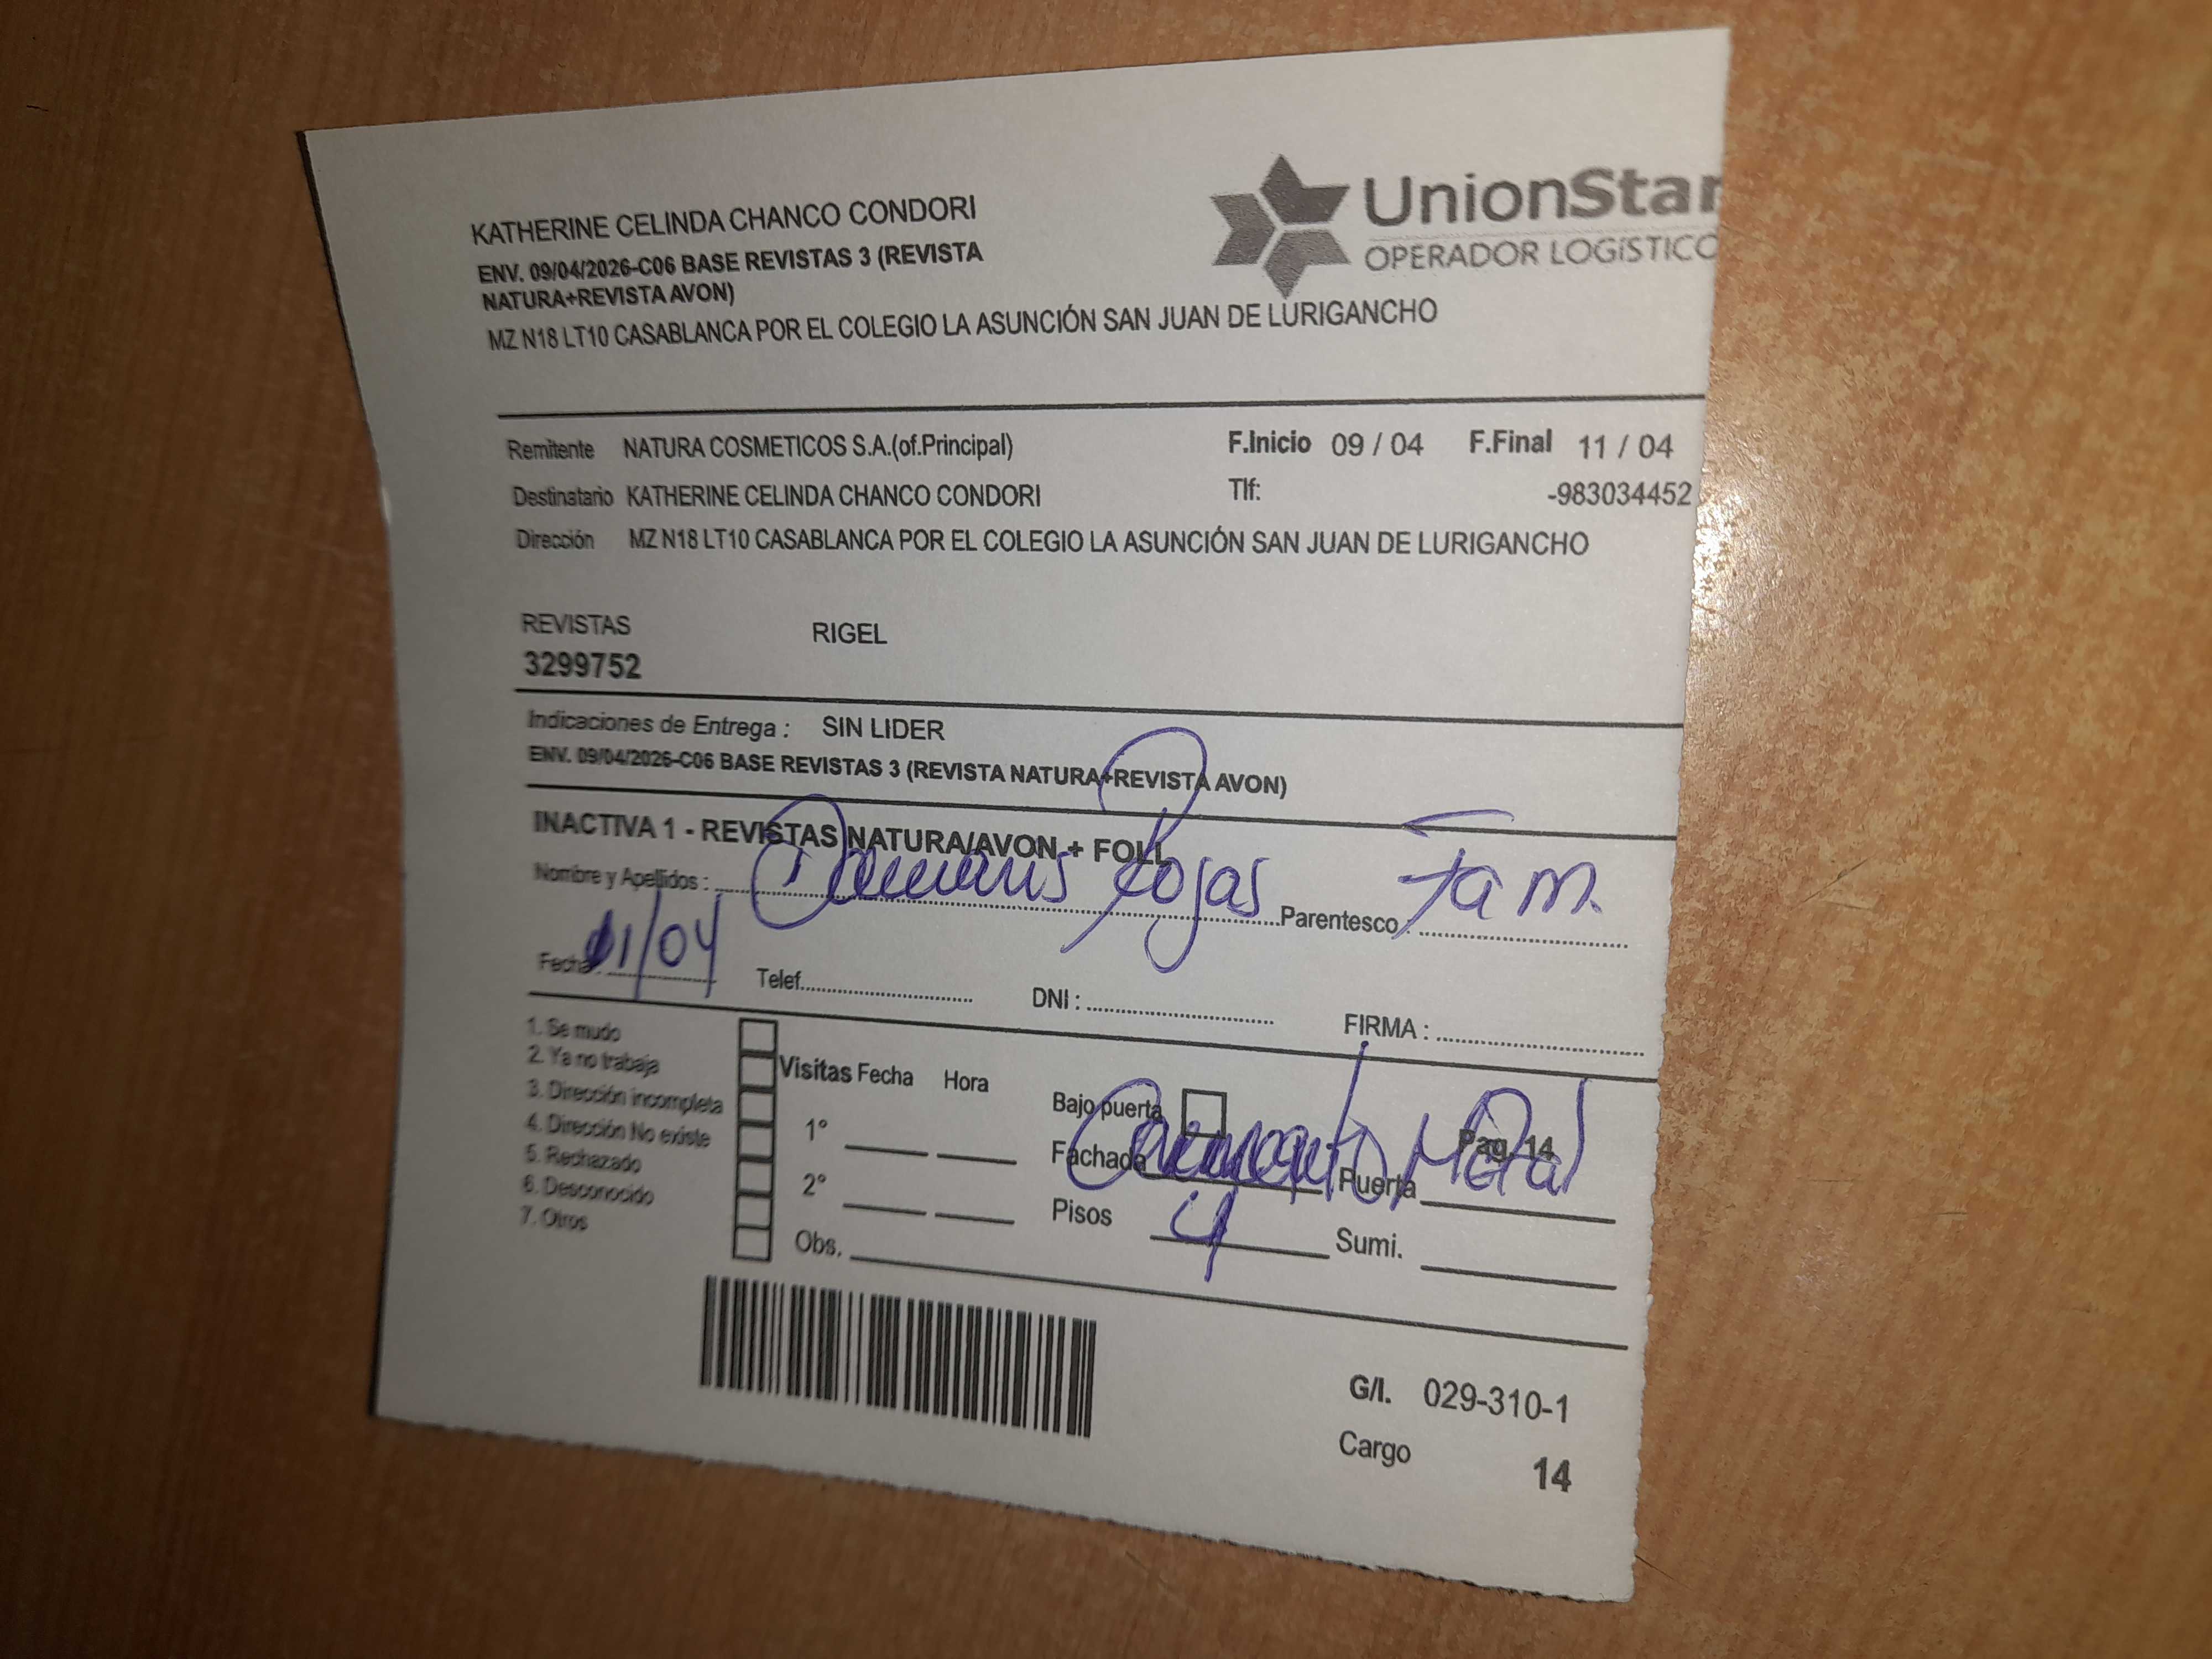 KATHERINE CELINDA CHANCO CONDORI
UnionStar
OPERADOR LOGÍSTICO
ENV. 09/04/2026-C06 BASE REVISTAS 3 (REVISTA
NATURA+REVISTA AVON)
MZ N18 LT10 CASABLANCA POR EL COLEGIO LA ASUNCIÓN SAN JUAN DE LURIGANCHO
Remitente NATURA COSMETICOS S.A.(of.Principal) F.Inicio 09 / 04 F.Final 11 / 04
Destinatario KATHERINE CELINDA CHANCO CONDORI Tlf: -983034452
Dirección MZ N18 LT10 CASABLANCA POR EL COLEGIO LA ASUNCIÓN SAN JUAN DE LURIGANCHO
REVISTAS RIGEL
3299752
Indicaciones de Entrega : SIN LIDER
ENV. 09/04/2026-C06 BASE REVISTAS 3 (REVISTA NATURA+REVISTA AVON)
INACTIVA 1 - REVISTAS NATURA/AVON + FOLL
Nombre y Apellidos : Damaris Rojas Parentesco : Fam.
Fecha : 11/04 Telef. DNI : FIRMA :
1. Se mudo
2. Ya no trabaja
3. Dirección incompleta
4. Dirección No existe
5. Rechazado
6. Desconocido
7. Otros
Visitas Fecha Hora
1°
2°
Obs.
Bajo puerta
Pag. 14
Fachada Puerta Metal
Pisos 4 Sumi.
G/I. 029-310-1
Cargo 14